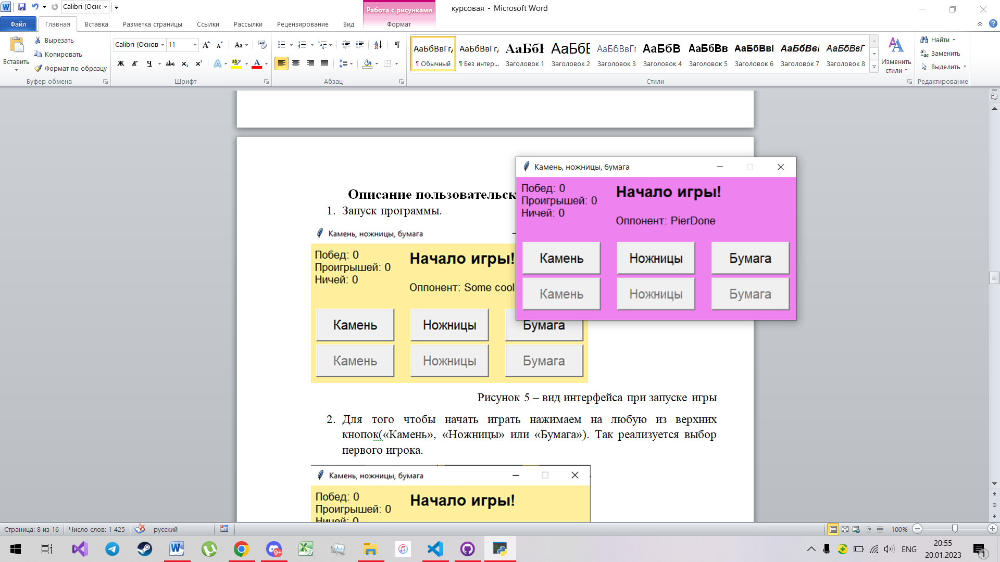 Calibri (Оснс
Работа с рисунками
курсовая - Microsoft Word
Файл
Главная
Вставка
Разметка страницы
Ссылки
Рассылки
Рецензирование
Вид
Формат
Вставить
Вырезать
Копировать
Формат по образцу
Буфер обмена
Calibri (Основ
11
Aa
Ж К Ч abc x₂ x²
Шрифт
Абзац
АаБбВвГг,
¶ Обычный
АаБбВвГг,
¶ Без интер...
АаБбІ
Заголовок 1
АаБбЕ
Заголовок 2
АаБбВвГг
Заголовок 3
АаБбВ
Заголовок 4
АаБбВв
Заголовок 5
АаБбВвІ
Заголовок 6
АаБбВвІ
Заголовок 7
АаБбВвГ
Заголовок 8
Изменить стили
Стили
Найти
Заменить
Выделить
Редактирование
Описание пользовательск
1. Запуск программы.
Камень, ножницы, бумага
Побед: 0
Проигрышей: 0
Ничей: 0
Начало игры!
Оппонент: Some cool
Камень
Ножницы
Бумага
Камень
Ножницы
Бумага
Камень, ножницы, бумага
Побед: 0
Проигрышей: 0
Ничей: 0
Начало игры!
Оппонент: PierDone
Камень
Ножницы
Бумага
Камень
Ножницы
Бумага
Рисунок 5 – вид интерфейса при запуске игры
2. Для того чтобы начать играть нажимаем на любую из верхних
кнопок(«Камень», «Ножницы» или «Бумага»). Так реализуется выбор
первого игрока.
Камень, ножницы, бумага
Побед: 0
Проигрышей: 0
Ничей: 0
Начало игры!
Страница: 8 из 16
Число слов: 1 425
русский
100%
9+
ENG
20:55
20.01.2023
1